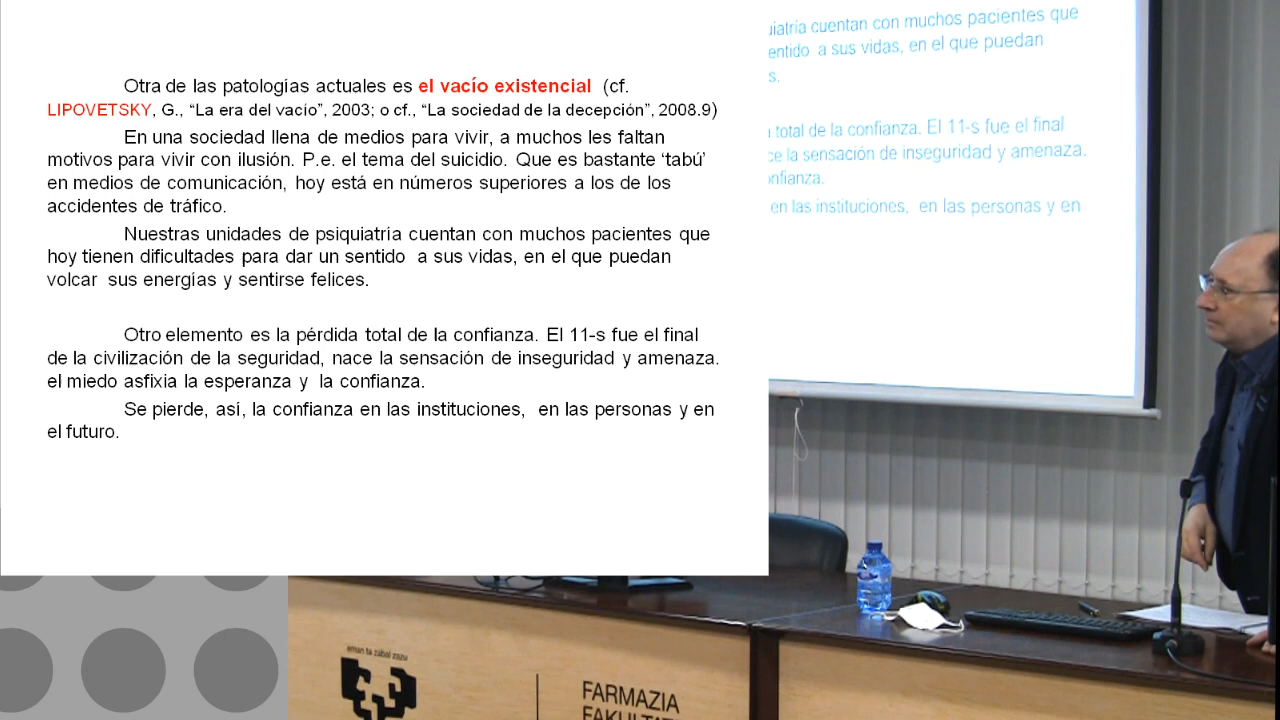 Otra de las patologías actuales es el vacío existencial (cf.
LIPOVETSKY, G., “La era del vacío”, 2003; o cf., “La sociedad de la decepción”, 2008.9)
En una sociedad llena de medios para vivir, a muchos les faltan
motivos para vivir con ilusión. P.e. el tema del suicidio. Que es bastante ‘tabú’
en medios de comunicación, hoy está en números superiores a los de los
accidentes de tráfico.
Nuestras unidades de psiquiatría cuentan con muchos pacientes que
hoy tienen dificultades para dar un sentido a sus vidas, en el que puedan
volcar sus energías y sentirse felices.
Otro elemento es la pérdida total de la confianza. El 11-s fue el final
de la civilización de la seguridad, nace la sensación de inseguridad y amenaza.
el miedo asfixia la esperanza y la confianza.
Se pierde, así, la confianza en las instituciones, en las personas y en
el futuro.
uiatría cuentan con muchos pacientes que
entido a sus vidas, en el que puedan
s.
total de la confianza. El 11-s fue el final
ce la sensación de inseguridad y amenaza.
onfianza.
en las instituciones, en las personas y en
eman ta zabal zazu
FARMAZIA
FAKULTATE